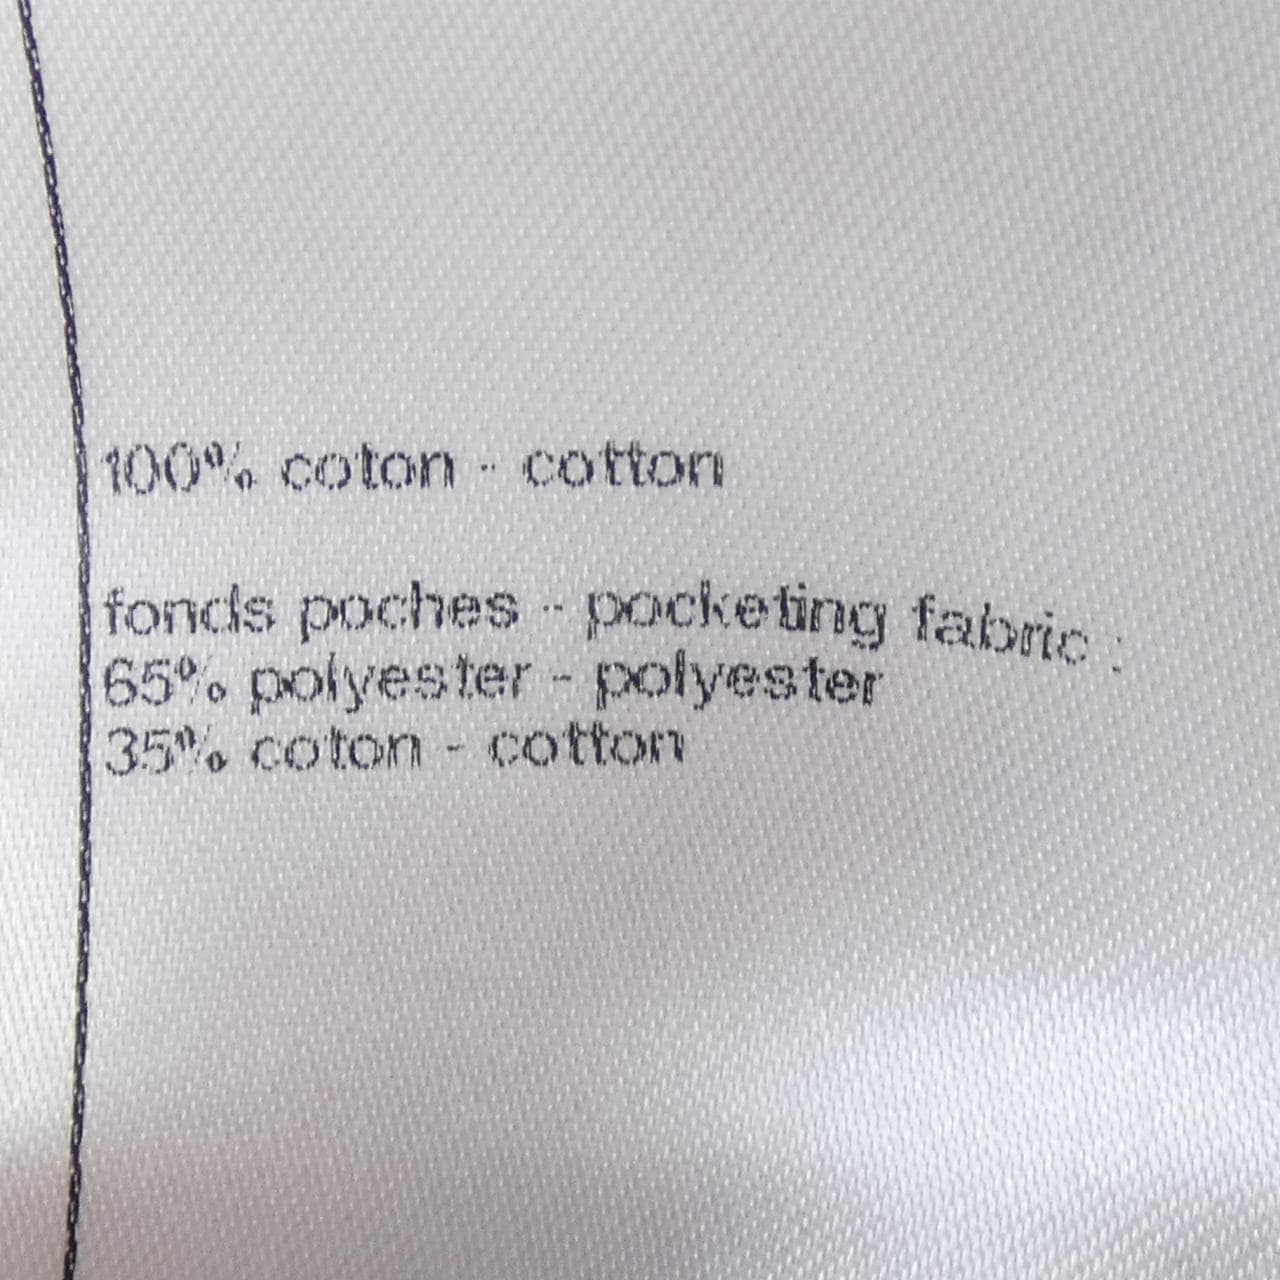 100% coton - cotton
fonds poches - pocketing fabric :
65% polyester - polyester
35% coton - cotton